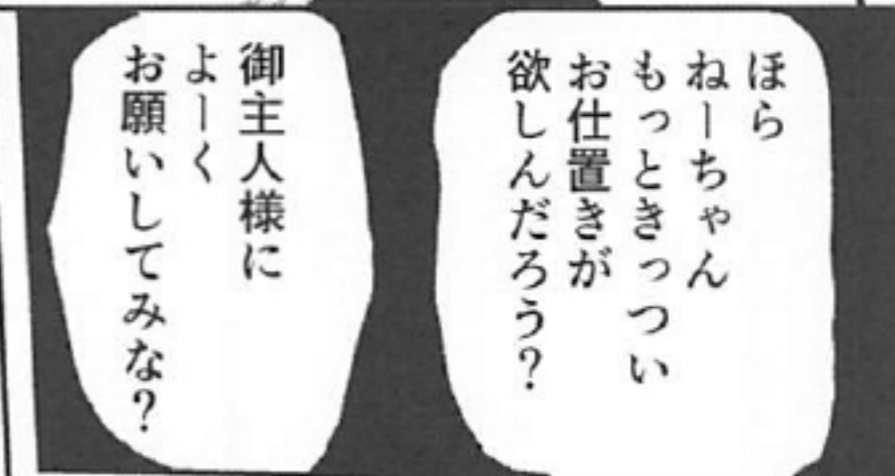 ほら
ねーちゃん
もっときっつい
お仕置きが
欲しんだろう？
御主人様に
よーく
お願いしてみな？